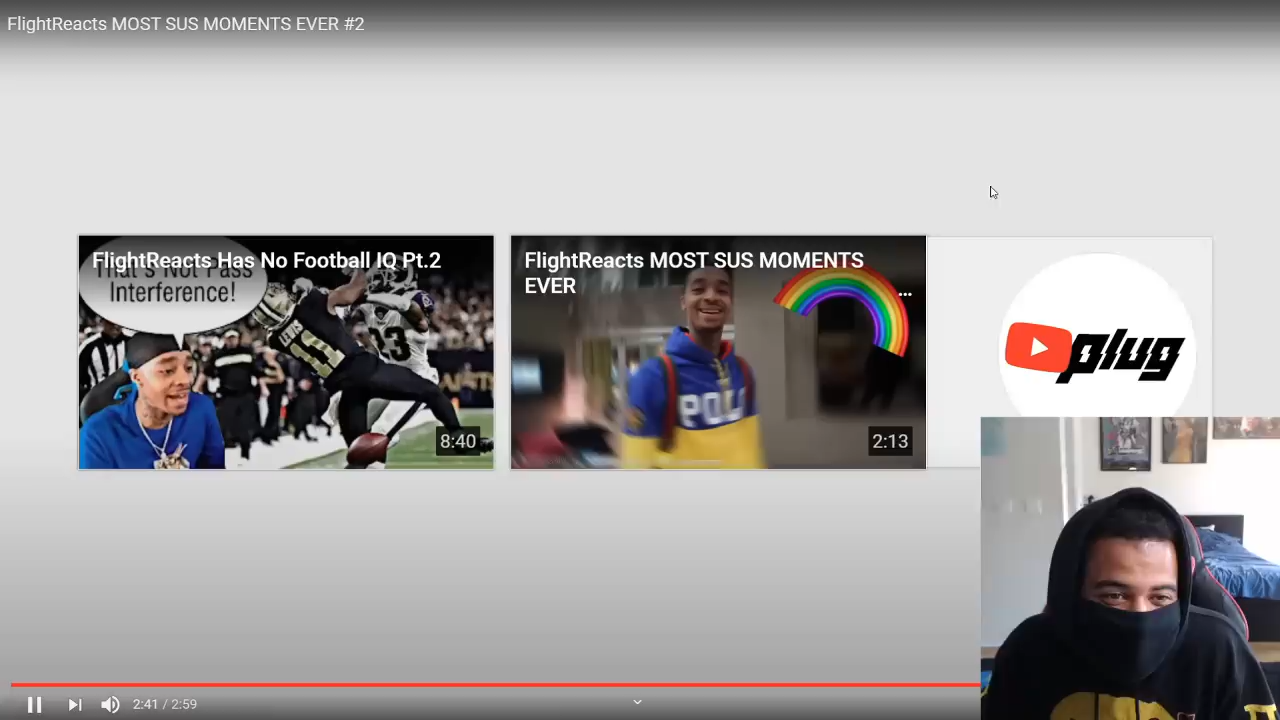 FlightReacts MOST SUS MOMENTS EVER #2
FlightReacts Has No Football IQ Pt.2
That's Not Pass
Interference!
8:40
FlightReacts MOST SUS MOMENTS
EVER
POLO
2:13
plug
2:41 / 2:59